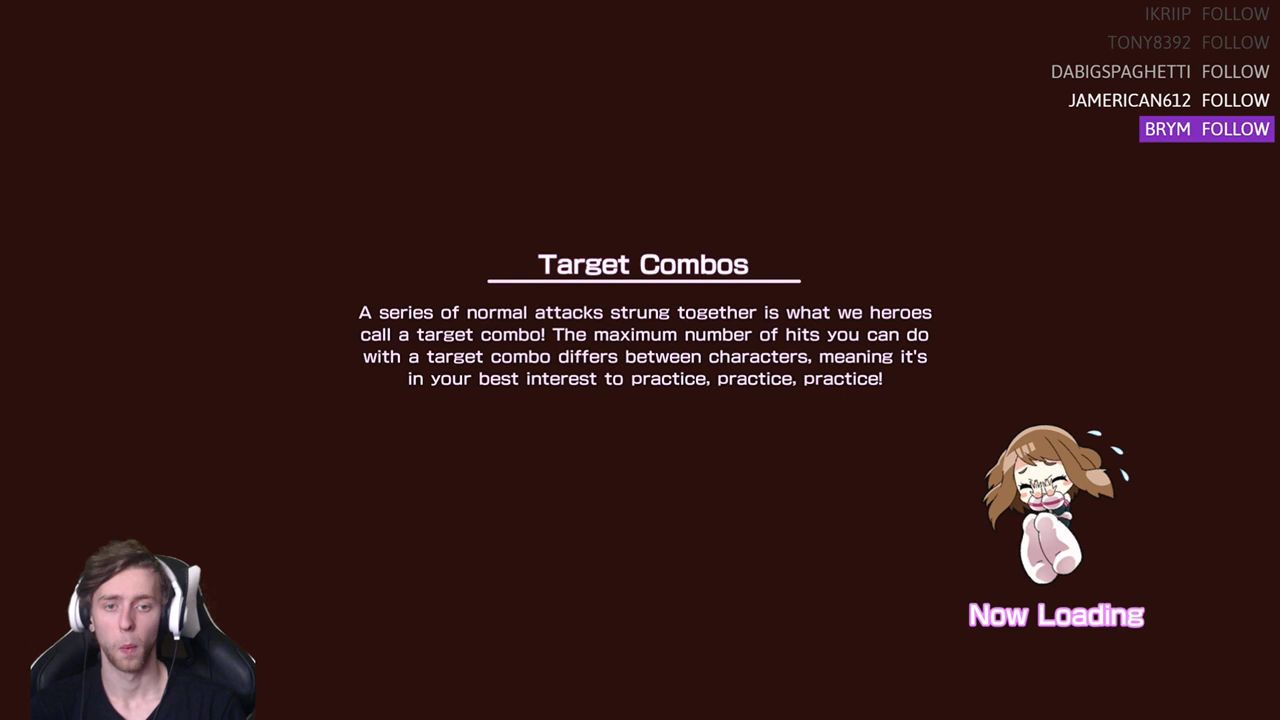 IKRIIP FOLLOW
TONY8392 FOLLOW
DABIGSPAGHETTI FOLLOW
JAMERICAN612 FOLLOW
BRYM FOLLOW
Target Combos
A series of normal attacks strung together is what we heroes
call a target combo! The maximum number of hits you can do
with a target combo differs between characters, meaning it's
in your best interest to practice, practice, practice!
Now Loading